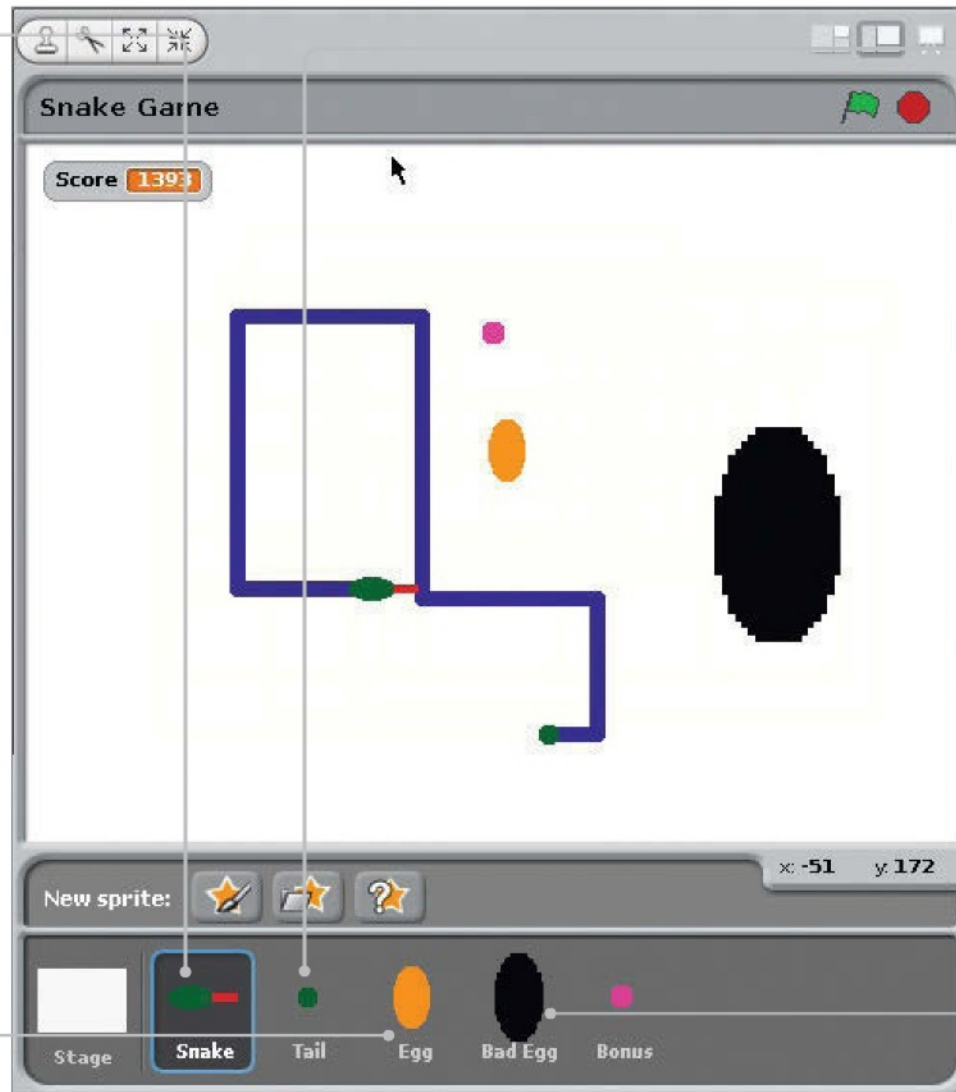 Snake Game
Score 1393
x: -51 y: 172
New sprite:
Stage Snake Tail Egg Bad Egg Bonus